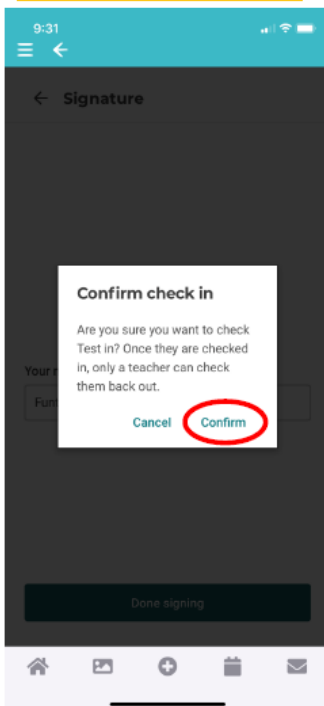 9:31
Signature
Confirm check in
Are you sure you want to check
Test in? Once they are checked
in, only a teacher can check
them back out.
Your
Cancel Confirm
Done signing